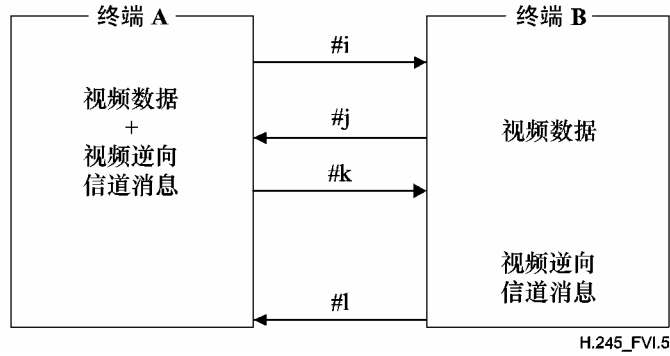 终端 A
终端 B
#i
视频数据
+
视频逆向
信道消息
#j
视频数据
#k
视频逆向
信道消息
#l
H.245_FVI.5